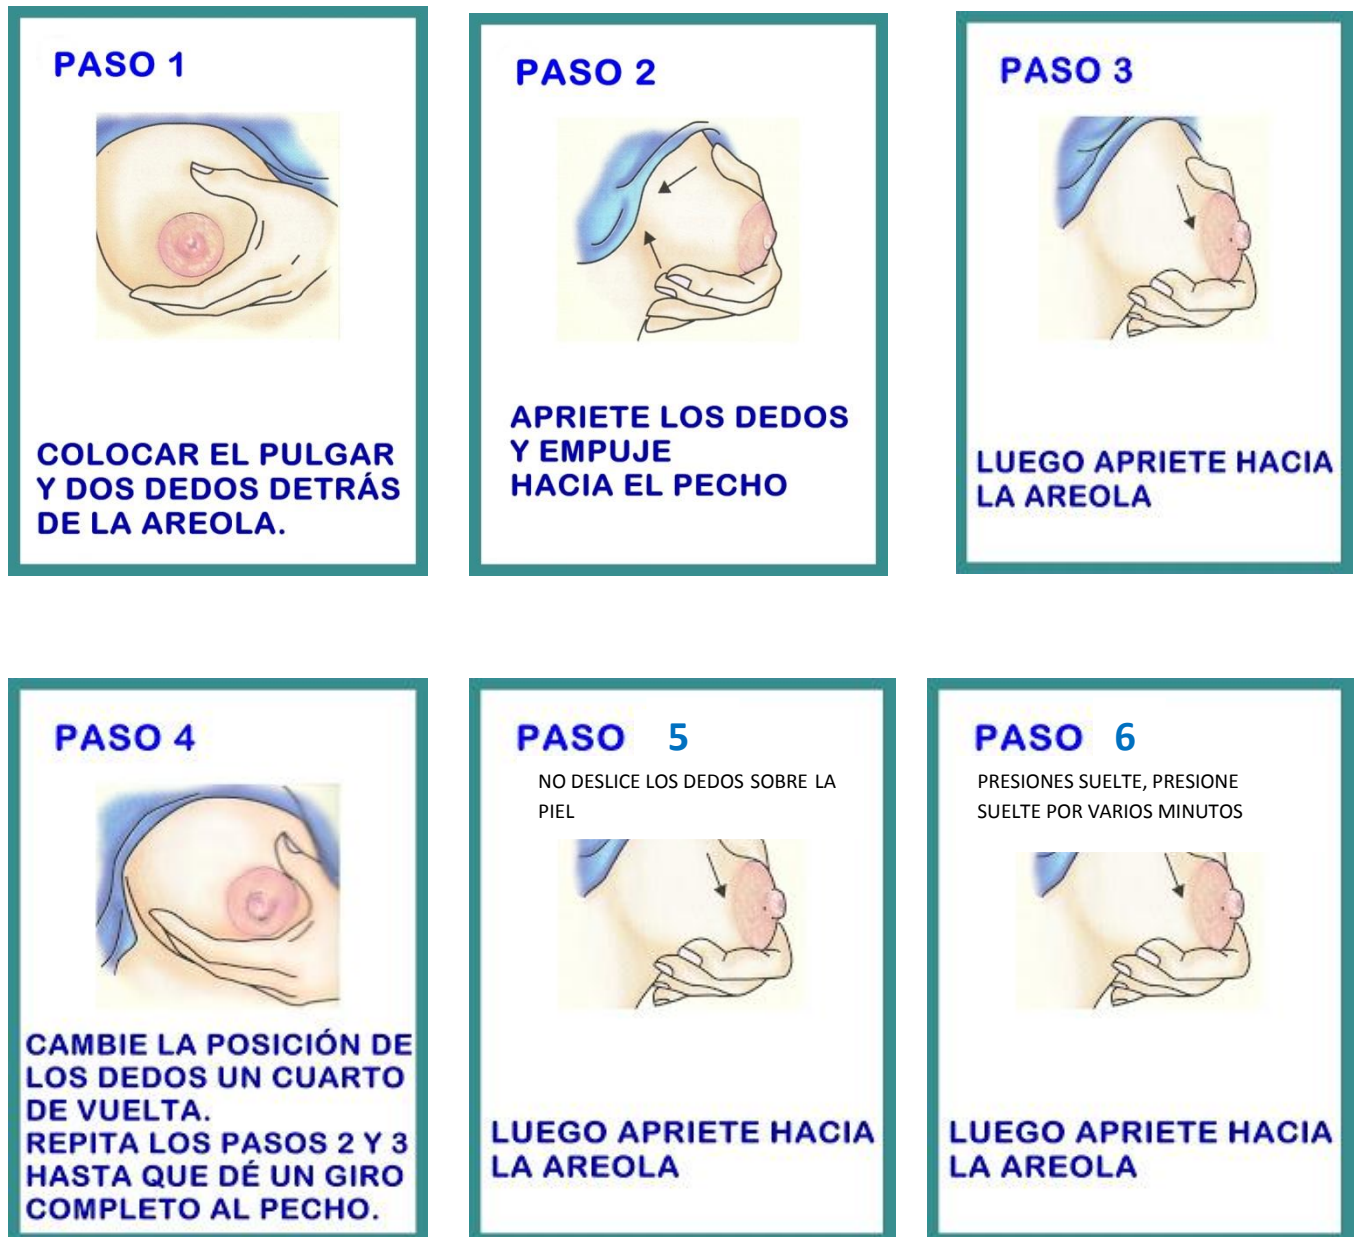 PASO 1
COLOCAR EL PULGAR
Y DOS DEDOS DETRÁS
DE LA AREOLA.
PASO 2
APRIETE LOS DEDOS
Y EMPUJE
HACIA EL PECHO
PASO 3
LUEGO APRIETE HACIA
LA AREOLA
PASO 4
CAMBIE LA POSICIÓN DE
LOS DEDOS UN CUARTO
DE VUELTA.
REPITA LOS PASOS 2 Y 3
HASTA QUE DÉ UN GIRO
COMPLETO AL PECHO.
PASO 5
NO DESLICE LOS DEDOS SOBRE LA
PIEL
LUEGO APRIETE HACIA
LA AREOLA
PASO 6
PRESIONES SUELTE, PRESIONE
SUELTE POR VARIOS MINUTOS
LUEGO APRIETE HACIA
LA AREOLA